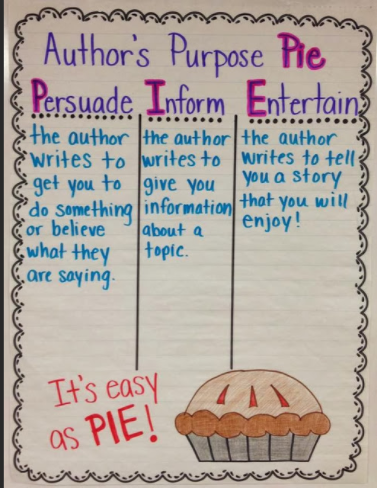 Author's Purpose Pie
Persuade Inform Entertain
the author
writes to
get you to
do something
or believe
what they
are saying.
the author
writes to
give you
information
about a
topic.
the author
writes to tell
you a story
that you will
enjoy!
It's easy
as PIE!